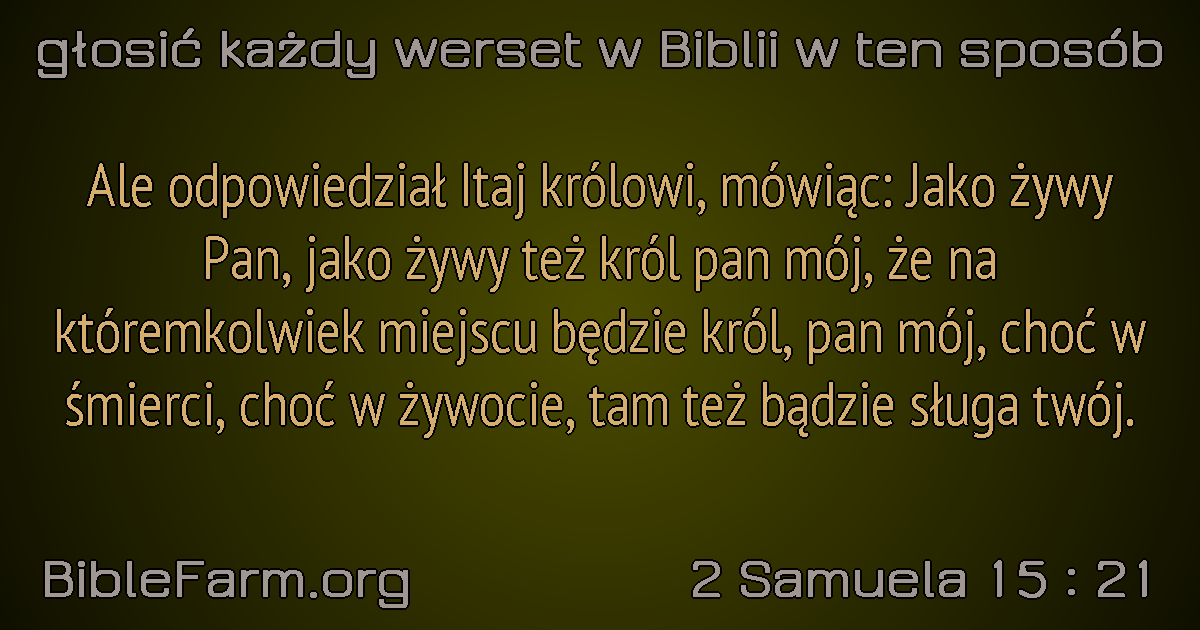 głosić każdy werset w Biblii w ten sposób
Ale odpowiedział Itaj królowi, mówiąc: Jako żywy
Pan, jako żywy też król pan mój, że na
któremkolwiek miejscu będzie król, pan mój, choć w
śmierci, choć w żywocie, tam też bądzie sługa twój.
BibleFarm.org
2 Samuela 15 : 21